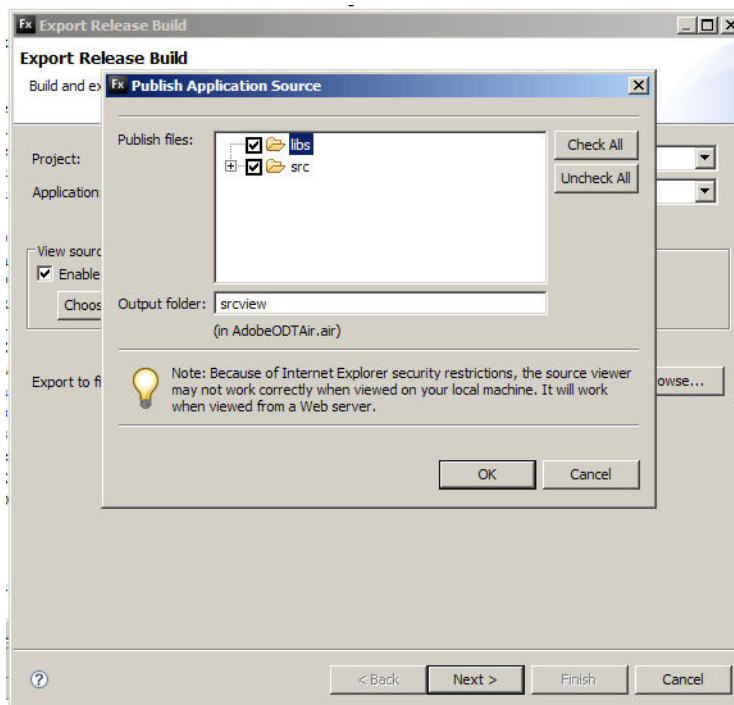 Fx Export Release Build
Export Release Build
Build and ex
Fx Publish Application Source
Publish files:
libs
src
Check All
Uncheck All
Project:
Application
View sourc
Enable
Choos
Output folder: srcview
(in AdobeODTAir.air)
Note: Because of Internet Explorer security restrictions, the source viewer
may not work correctly when viewed on your local machine. It will work
when viewed from a Web server.
Export to fi
owse...
OK Cancel
? < Back Next > Finish Cancel